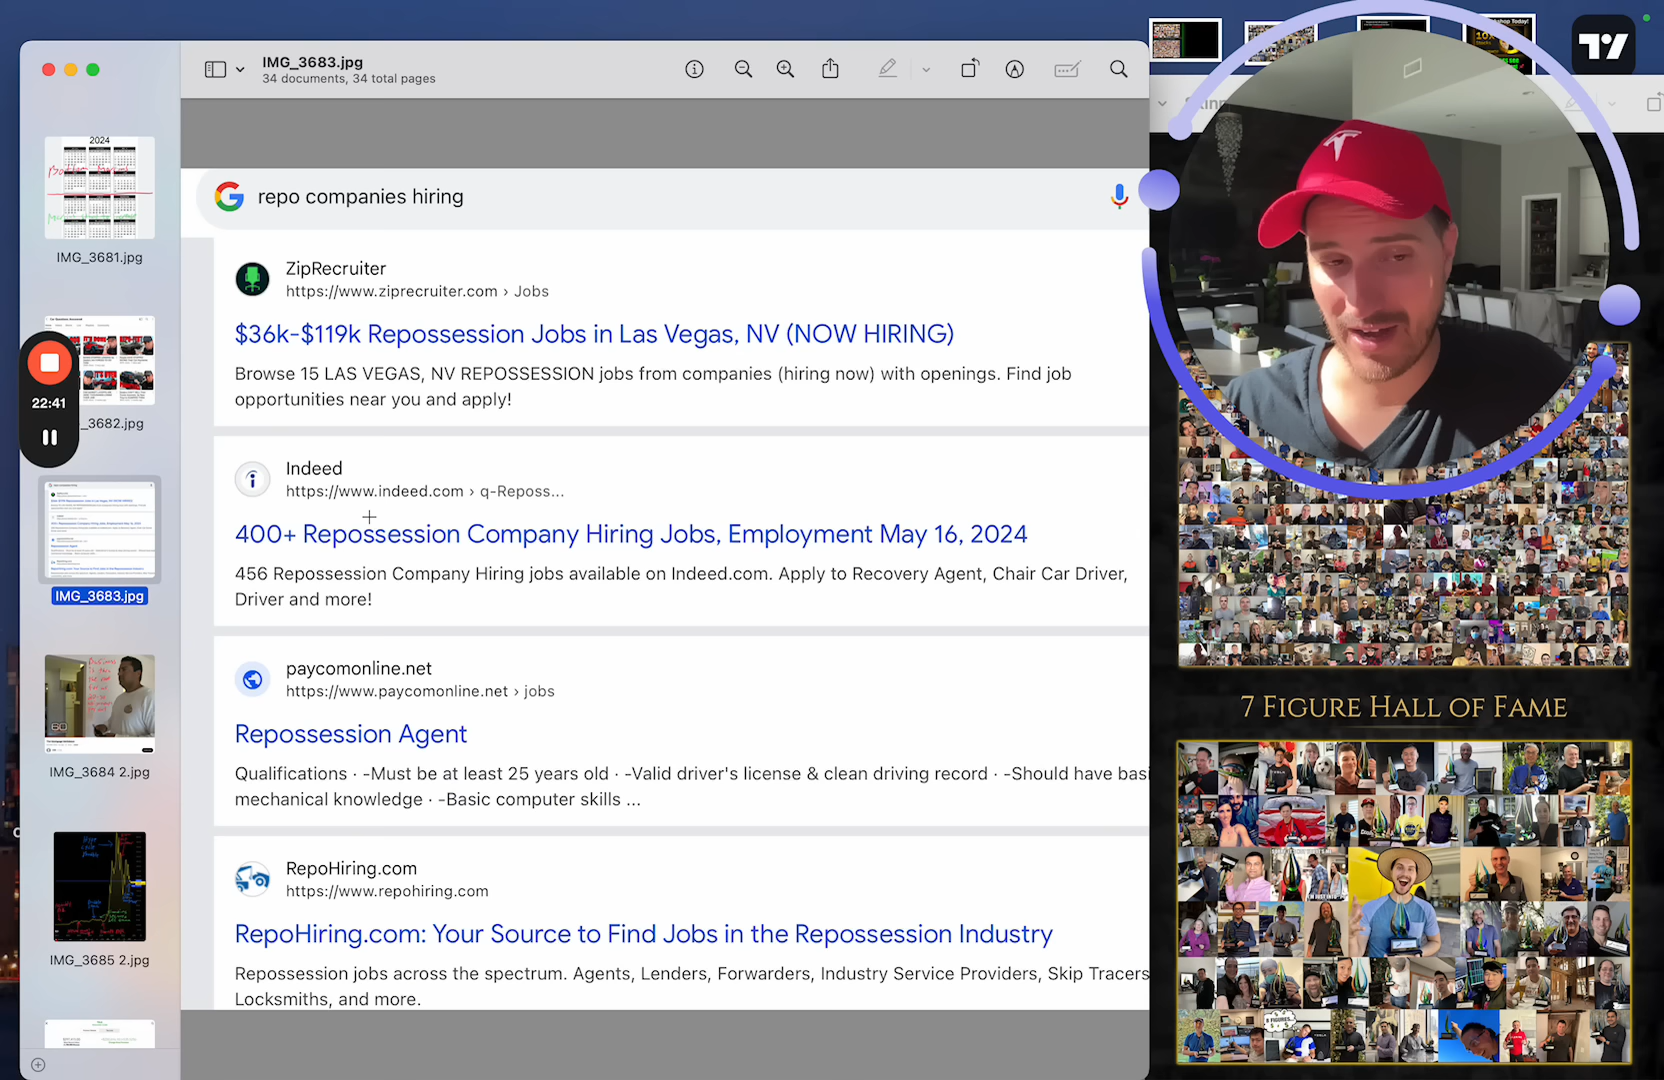 IMG_3683.jpg
34 documents, 34 total pages
2024
IMG_3681.jpg
22:41
_3682.jpg
IMG_3683.jpg
60
IMG_3684 2.jpg
IMG_3685 2.jpg
repo companies hiring
ZipRecruiter
https://www.ziprecruiter.com › Jobs
$36k-$119k Repossession Jobs in Las Vegas, NV (NOW HIRING)
Browse 15 LAS VEGAS, NV REPOSSESSION jobs from companies (hiring now) with openings. Find job
opportunities near you and apply!
Indeed
https://www.indeed.com › q-Reposs...
400+ Repossession Company Hiring Jobs, Employment May 16, 2024
456 Repossession Company Hiring jobs available on Indeed.com. Apply to Recovery Agent, Chair Car Driver,
Driver and more!
paycomonline.net
https://www.paycomonline.net › jobs
Repossession Agent
Qualifications · -Must be at least 25 years old · -Valid driver's license & clean driving record · -Should have basi
mechanical knowledge · -Basic computer skills ...
RepoHiring.com
https://www.repohiring.com
RepoHiring.com: Your Source to Find Jobs in the Repossession Industry
Repossession jobs across the spectrum. Agents, Lenders, Forwarders, Industry Service Providers, Skip Tracers
Locksmiths, and more.
7 Figure Hall of Fame